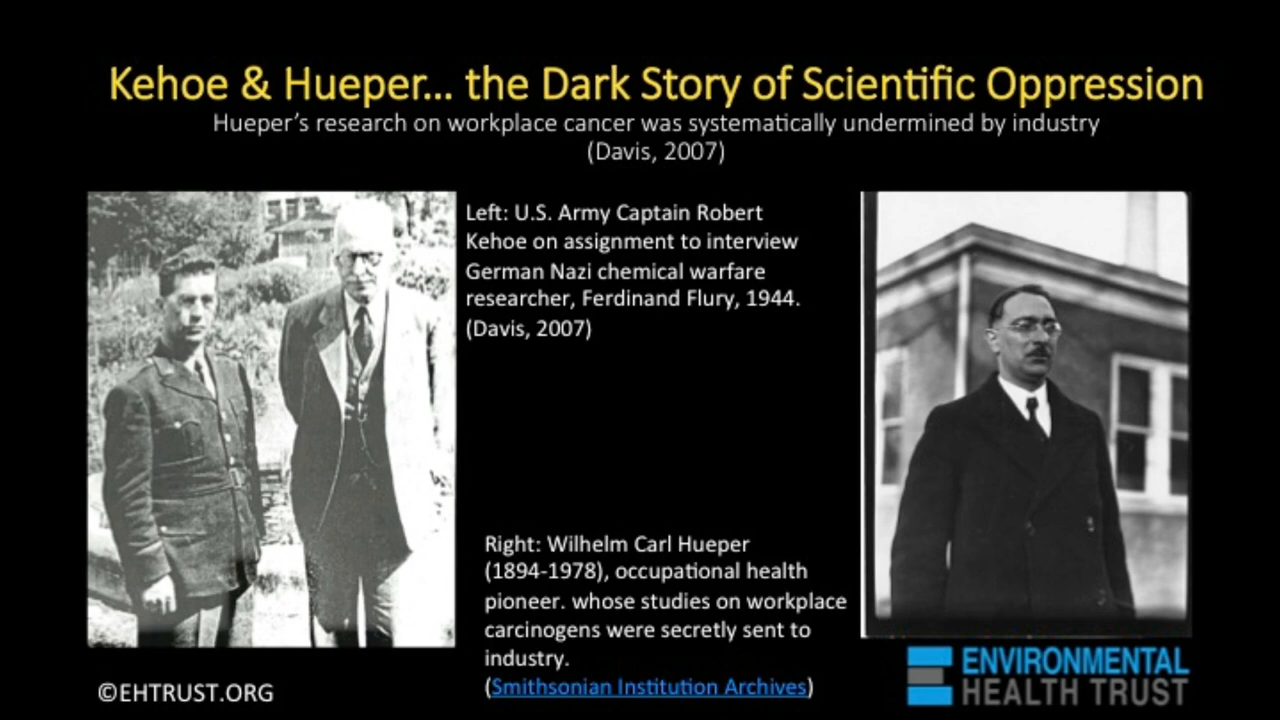 Kehoe & Hueper... the Dark Story of Scientific Oppression
Hueper's research on workplace cancer was systematically undermined by industry
(Davis, 2007)
Left: U.S. Army Captain Robert
Kehoe on assignment to interview
German Nazi chemical warfare
researcher, Ferdinand Flury, 1944.
(Davis, 2007)
Right: Wilhelm Carl Hueper
(1894-1978), occupational health
pioneer. whose studies on workplace
carcinogens were secretly sent to
industry.
(Smithsonian Institution Archives)
©EHTRUST.ORG
ENVIRONMENTAL
HEALTH TRUST